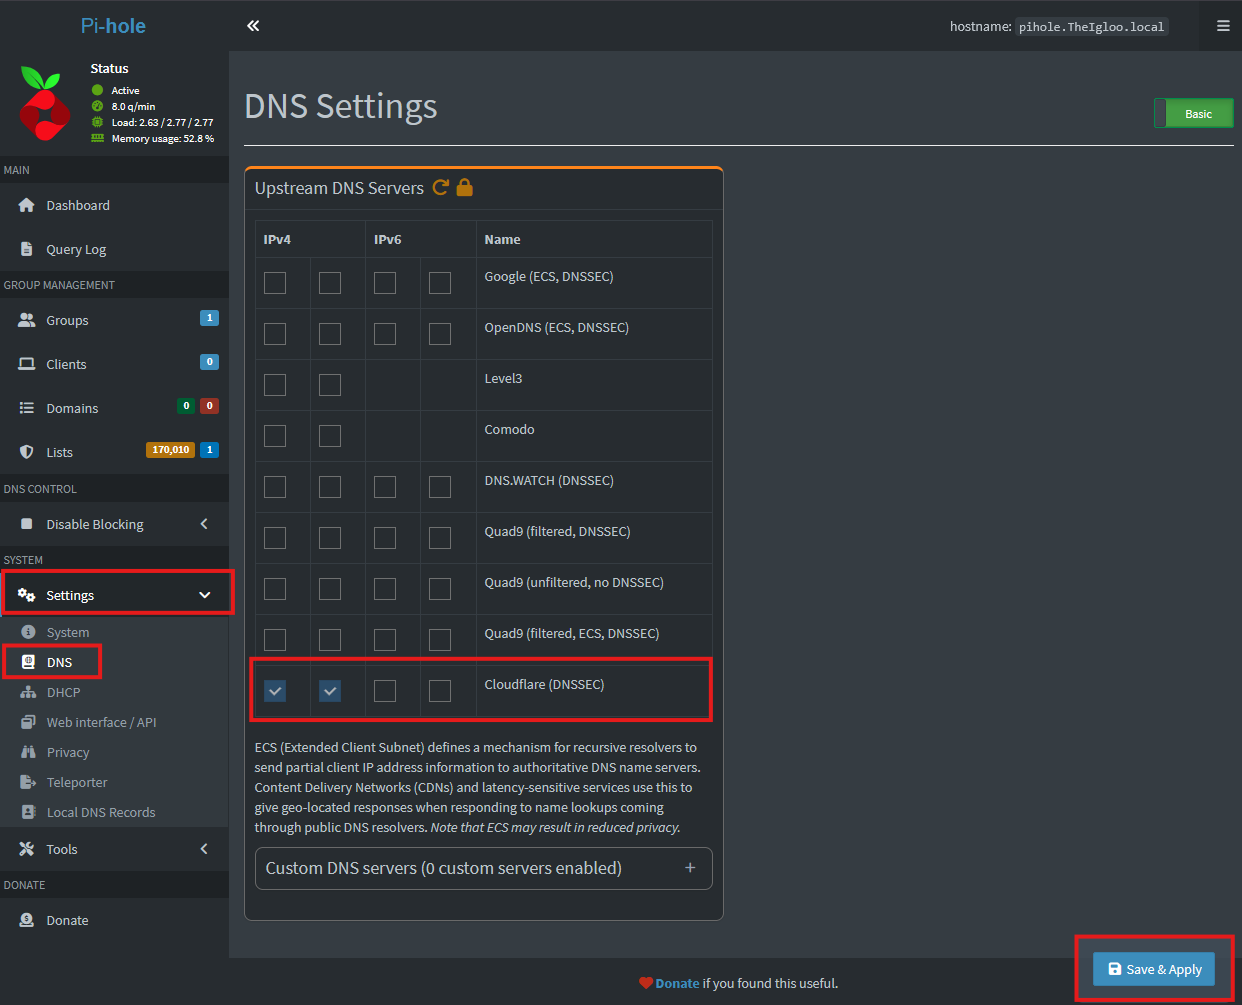 Pi-hole
hostname: pihole.TheIgloo.local
Status
Active
8.0 q/min
Load: 2.63 / 2.77 / 2.77
Memory usage: 52.8 %
MAIN
Dashboard
Query Log
GROUP MANAGEMENT
Groups 1
Clients 0
Domains 0 0
Lists 170,010 1
DNS CONTROL
Disable Blocking
SYSTEM
Settings
System
DNS
DHCP
Web interface / API
Privacy
Teleporter
Local DNS Records
Tools
DONATE
Donate
DNS Settings
Basic
Upstream DNS Servers
IPv4 IPv6 Name
Google (ECS, DNSSEC)
OpenDNS (ECS, DNSSEC)
Level3
Comodo
DNS.WATCH (DNSSEC)
Quad9 (filtered, DNSSEC)
Quad9 (unfiltered, no DNSSEC)
Quad9 (filtered, ECS, DNSSEC)
Cloudflare (DNSSEC)
ECS (Extended Client Subnet) defines a mechanism for recursive resolvers to
send partial client IP address information to authoritative DNS name servers.
Content Delivery Networks (CDNs) and latency-sensitive services use this to
give geo-located responses when responding to name lookups coming
through public DNS resolvers. Note that ECS may result in reduced privacy.
Custom DNS servers (0 custom servers enabled) +
Save & Apply
Donate if you found this useful.